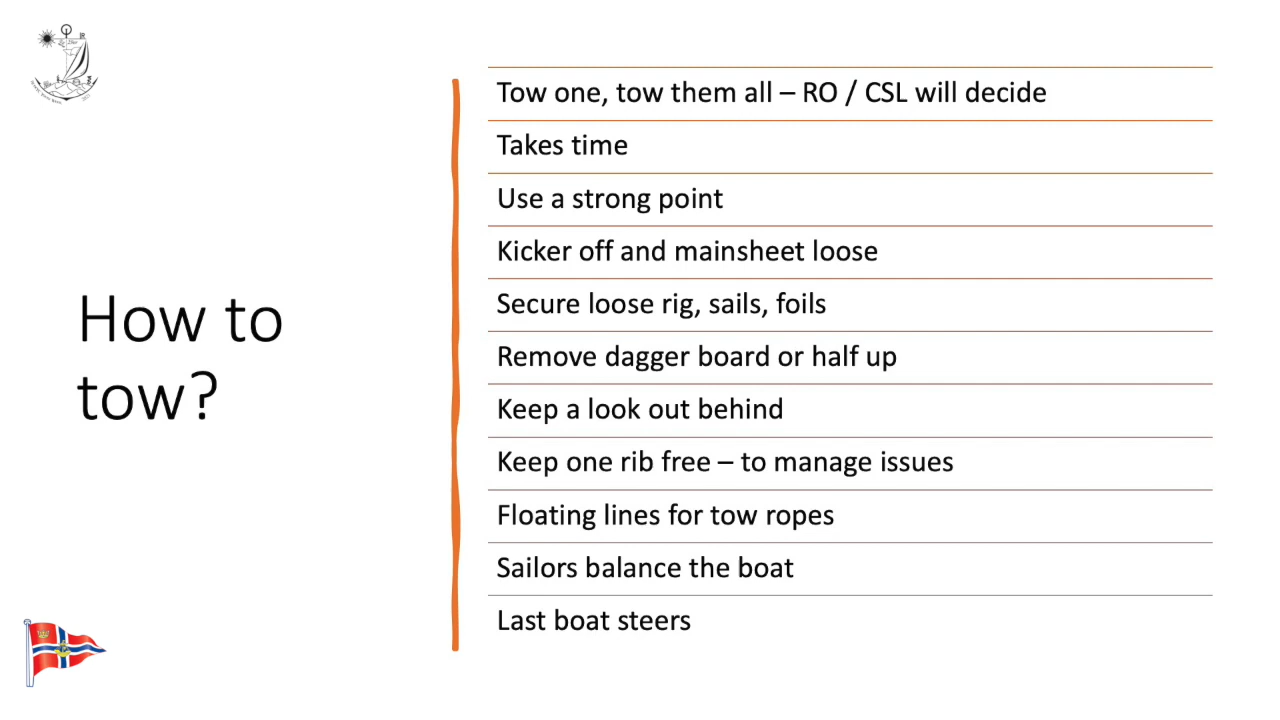 How to
tow?
Tow one, tow them all – RO / CSL will decide
Takes time
Use a strong point
Kicker off and mainsheet loose
Secure loose rig, sails, foils
Remove dagger board or half up
Keep a look out behind
Keep one rib free – to manage issues
Floating lines for tow ropes
Sailors balance the boat
Last boat steers